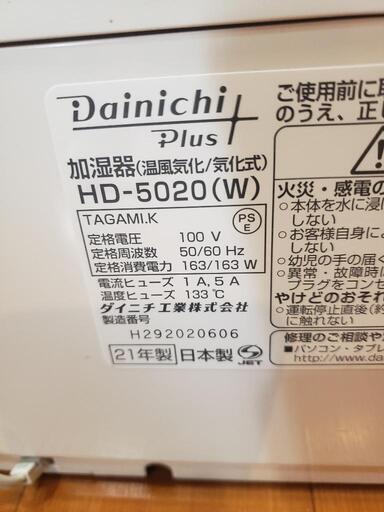 Dainichi
Plus
加湿器(温風気化/気化式)
HD-5020(W)
TAGAMI.K
PS
E
定格電圧 100 V
定格周波数 50/60 Hz
定格消費電力 163/163 W
電流ヒューズ 1 A, 5 A
温度ヒューズ 133℃
ダイニチ工業株式会社
製造番号
H292020606
21年製 日本製 JET
ご使用前に取
のうえ、正し
火災・感電の
○本体を水に浸
しない
○お客様自身に
しない
○幼児の手の届く
○異常・故障時に
プラグをコンセ
やけどのおそれ
○運転停止直後(約
に触れない
修理のご相談や
■パソコン・タブレ
http://www.da